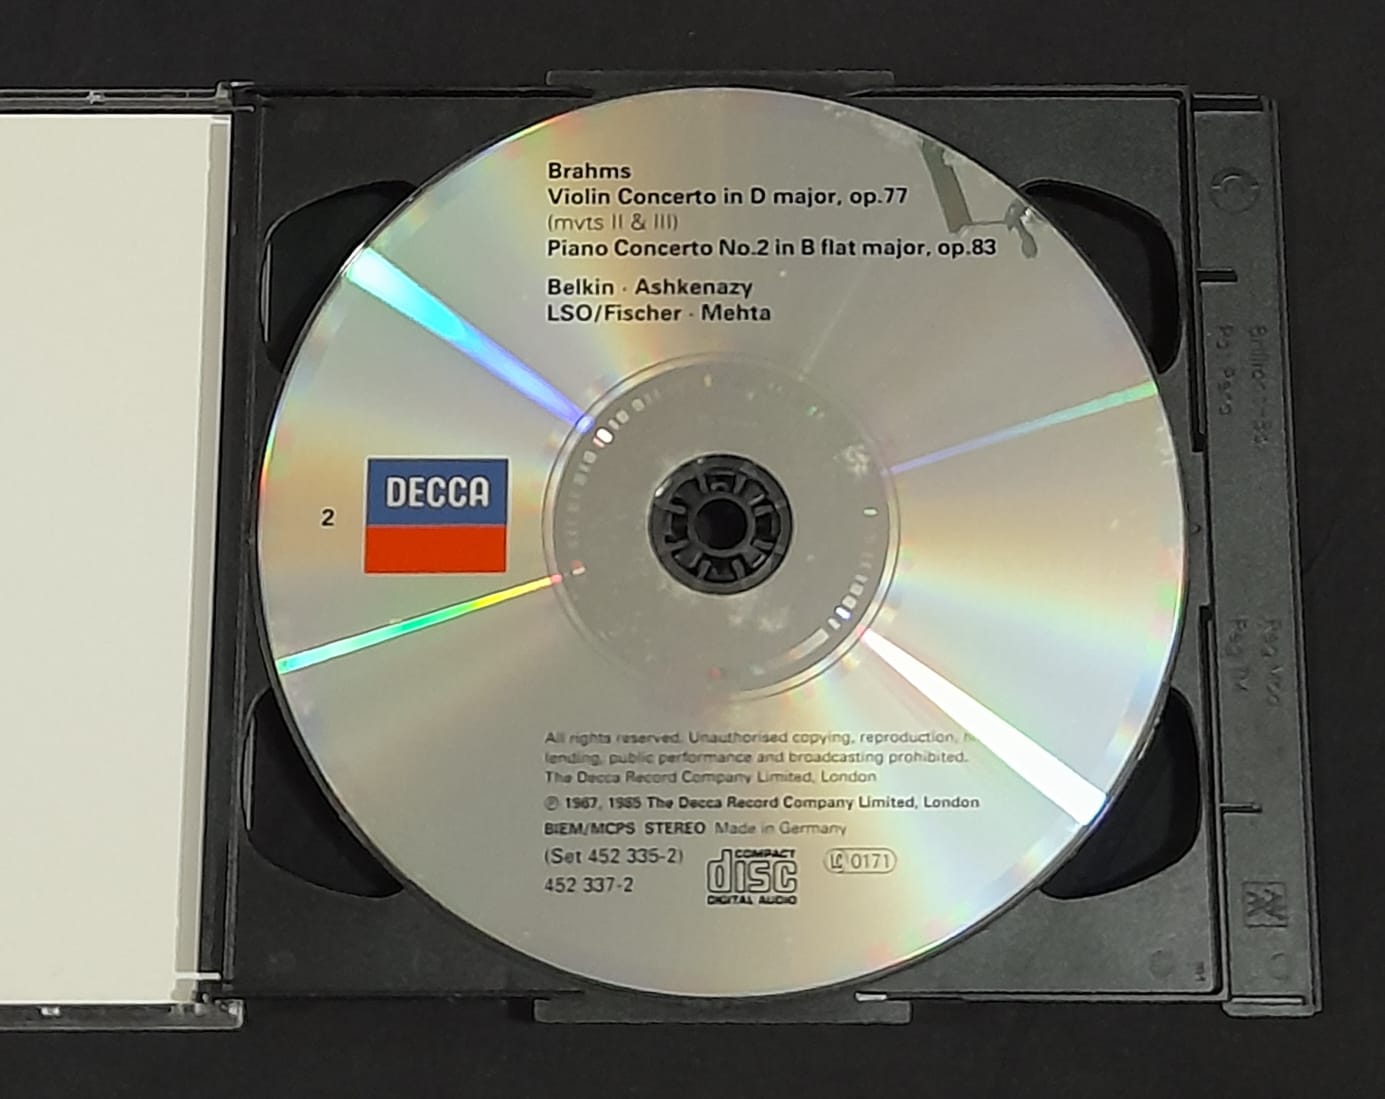 Brahms
Violin Concerto in D major, op.77
(mvts II & III)
Piano Concerto No.2 in B flat major, op.83
Belkin · Ashkenazy
LSO/Fischer · Mehta
2
DECCA
All rights reserved. Unauthorised copying, reproduction,
lending, public performance and broadcasting prohibited.
The Decca Record Company Limited, London
℗ 1967, 1985 The Decca Record Company Limited, London
BIEM/MCPS STEREO Made in Germany
(Set 452 335-2)
452 337-2
COMPACT
disc
DIGITAL AUDIO
LC 0171